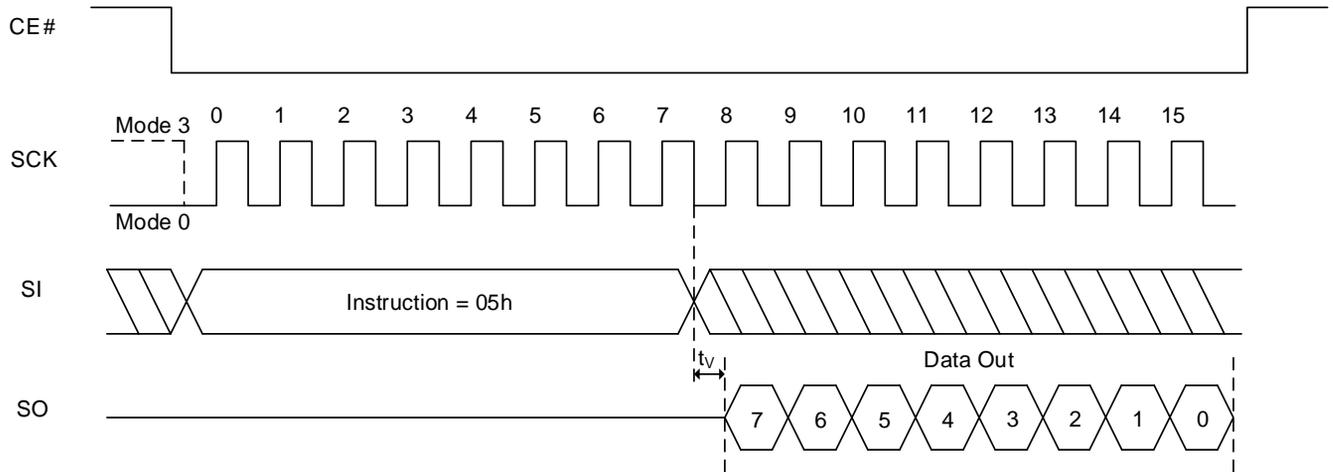 CE#
0 1 2 3 4 5 6 7 8 9 10 11 12 13 14 15
Mode 3
SCK
Mode 0
SI
Instruction = 05h
tV
Data Out
SO
7 6 5 4 3 2 1 0